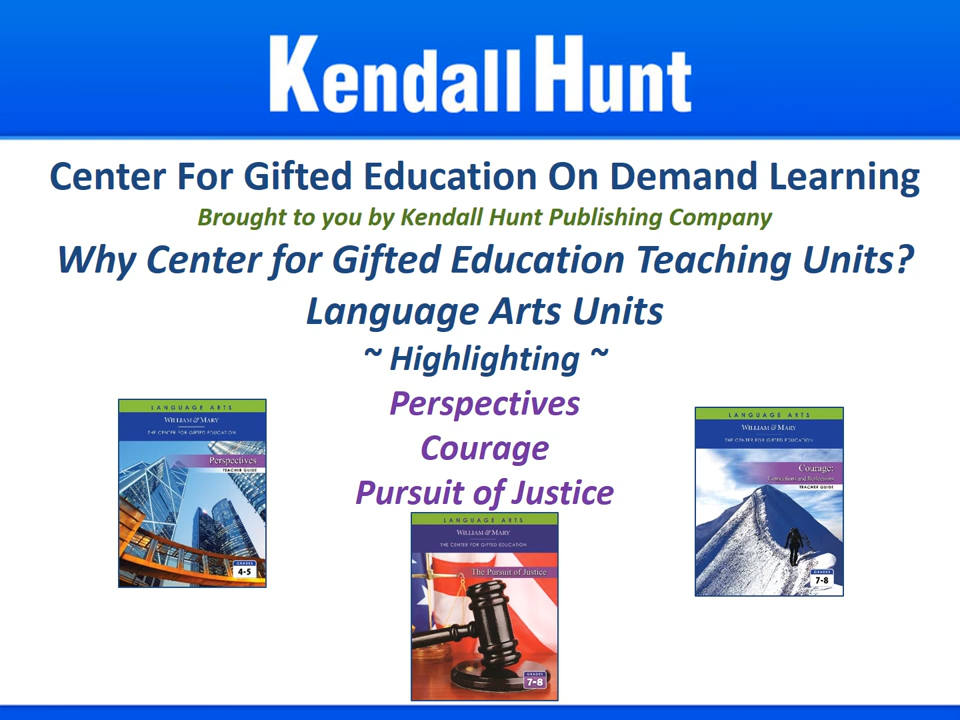 Kendall Hunt
Center For Gifted Education On Demand Learning
Brought to you by Kendall Hunt Publishing Company
Why Center for Gifted Education Teaching Units?
Language Arts Units
~ Highlighting ~
Perspectives
Courage
Pursuit of Justice
LANGUAGE ARTS
WILLIAM & MARY
THE CENTER FOR GIFTED EDUCATION
Perspectives
TEACHER GUIDE
GRADES
4-5
LANGUAGE ARTS
WILLIAM & MARY
THE CENTER FOR GIFTED EDUCATION
The Pursuit of Justice
GRADES
7-8
LANGUAGE ARTS
WILLIAM & MARY
THE CENTER FOR GIFTED EDUCATION
Courage:
TEACHER GUIDE
GRADES
7-8